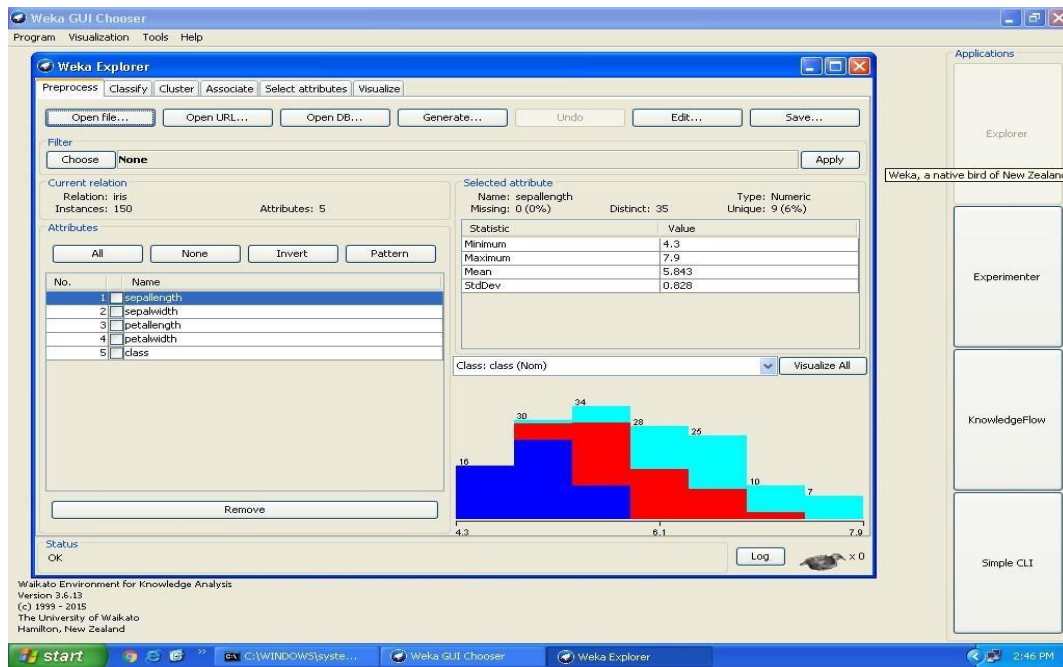 Weka GUI Chooser
Program Visualization Tools Help
Applications
Weka Explorer
Preprocess Classify Cluster Associate Select attributes Visualize
Open file... Open URL... Open DB... Generate... Undo Edit... Save...
Filter
Choose None Apply
Explorer
Weka, a native bird of New Zealand
Current relation
Relation: iris
Instances: 150 Attributes: 5
Selected attribute
Name: sepallength Type: Numeric
Missing: 0 (0%) Distinct: 35 Unique: 9 (6%)
Attributes
All None Invert Pattern
No. Name
1 sepallength
2 sepalwidth
3 petallength
4 petalwidth
5 class
Remove
Statistic Value
Minimum 4.3
Maximum 7.9
Mean 5.843
StdDev 0.828
Class: class (Nom) Visualize All
16 30 34 28 25 10 7
4.3 6.1 7.9
Experimenter
KnowledgeFlow
Simple CLI
Status
OK
Log x 0
Waikato Environment for Knowledge Analysis
Version 3.6.13
(c) 1999 - 2015
The University of Waikato
Hamilton, New Zealand
start C:\WINDOWS\syste... Weka GUI Chooser Weka Explorer 2:46 PM